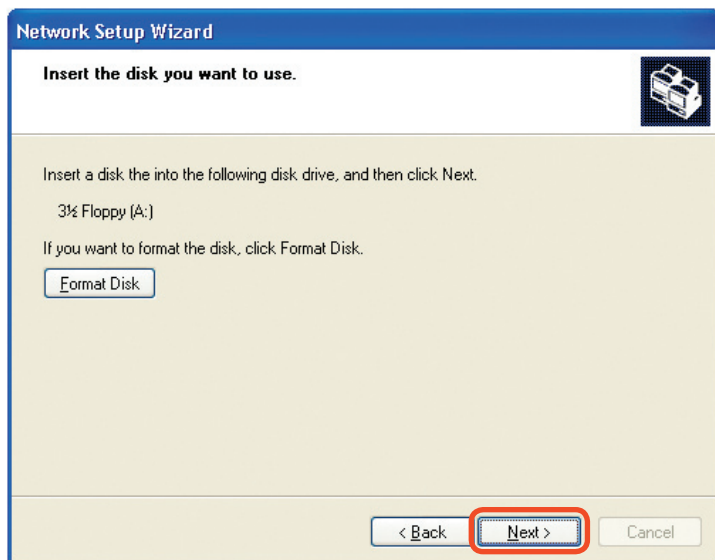 Network Setup Wizard
Insert the disk you want to use.
Insert a disk the into the following disk drive, and then click Next.
3½ Floppy (A:)
If you want to format the disk, click Format Disk.
Format Disk
< Back
Next >
Cancel